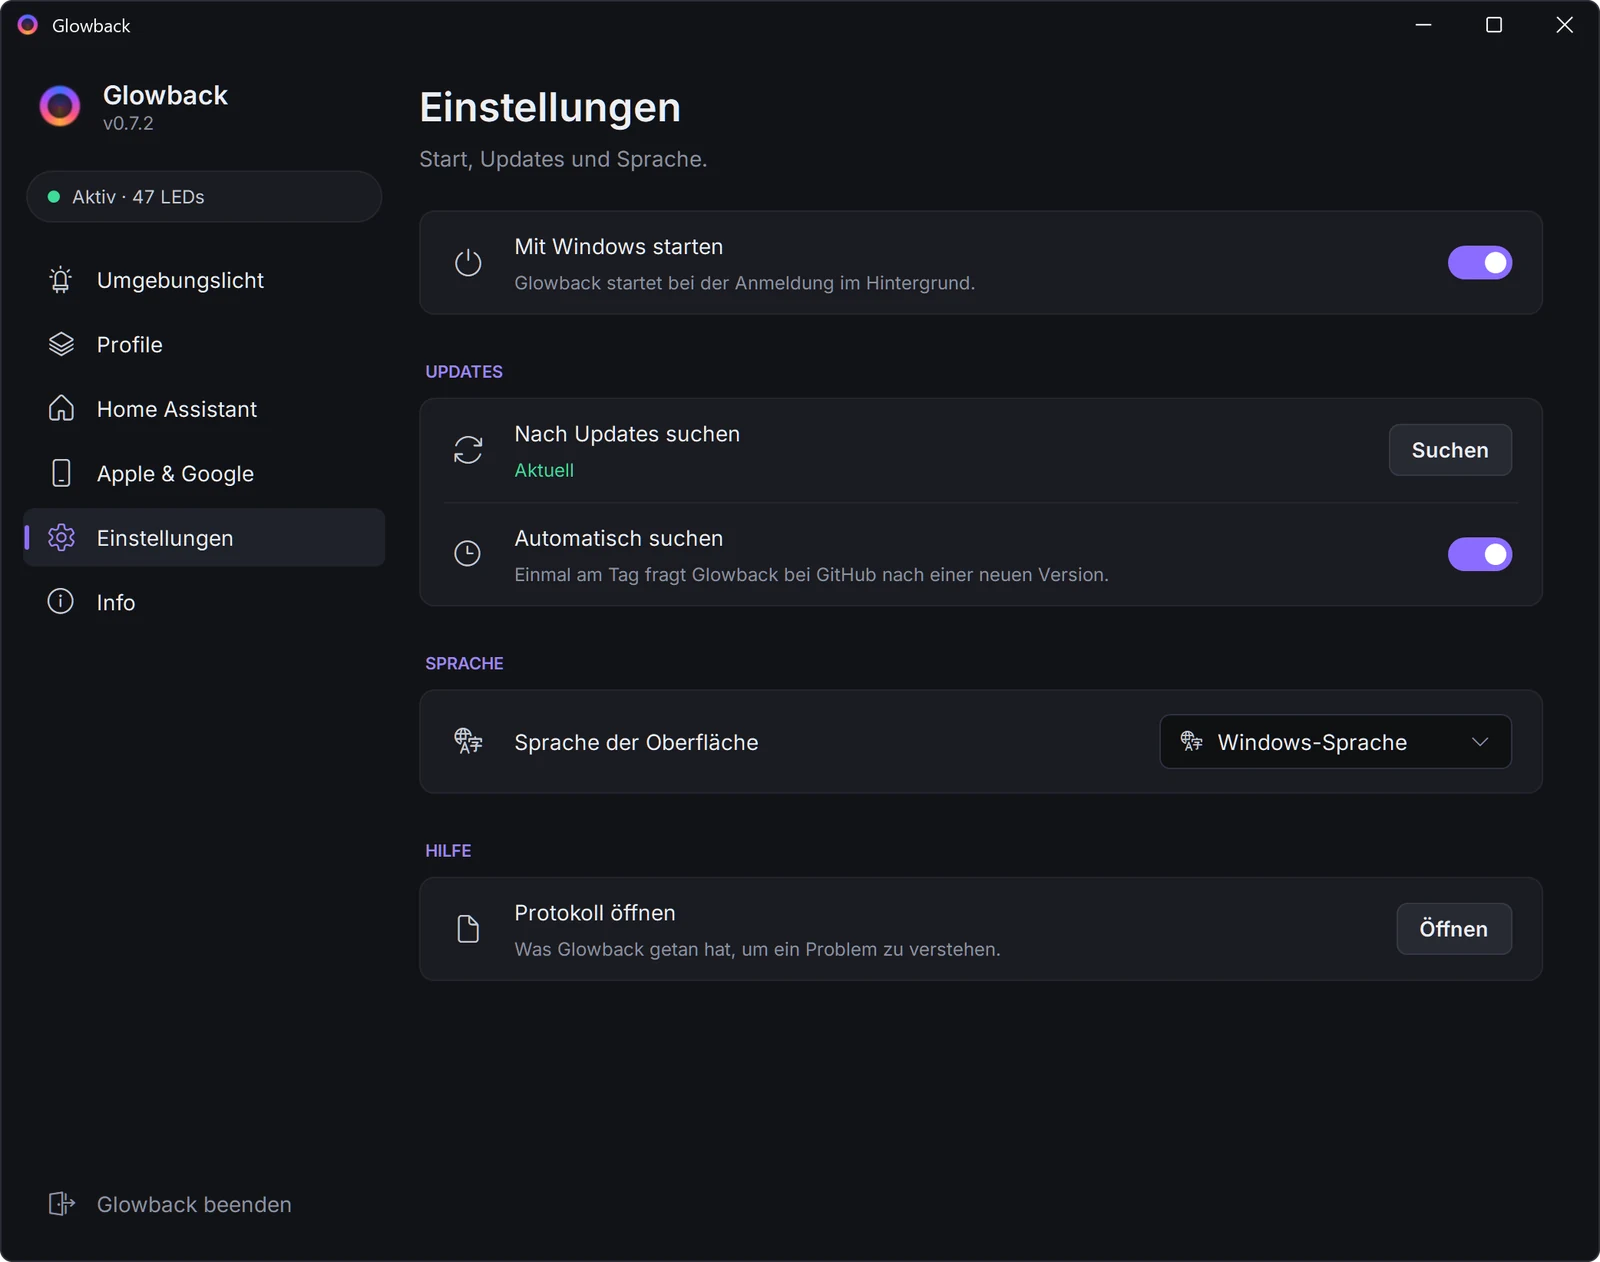 Glowback
Glowback
v0.7.2
Aktiv · 47 LEDs
Umgebungslicht
Profile
Home Assistant
Apple & Google
Einstellungen
Info
Glowback beenden
Einstellungen
Start, Updates und Sprache.
Mit Windows starten
Glowback startet bei der Anmeldung im Hintergrund.
UPDATES
Nach Updates suchen
Aktuell
Suchen
Automatisch suchen
Einmal am Tag fragt Glowback bei GitHub nach einer neuen Version.
SPRACHE
Sprache der Oberfläche
Windows-Sprache
HILFE
Protokoll öffnen
Was Glowback getan hat, um ein Problem zu verstehen.
Öffnen